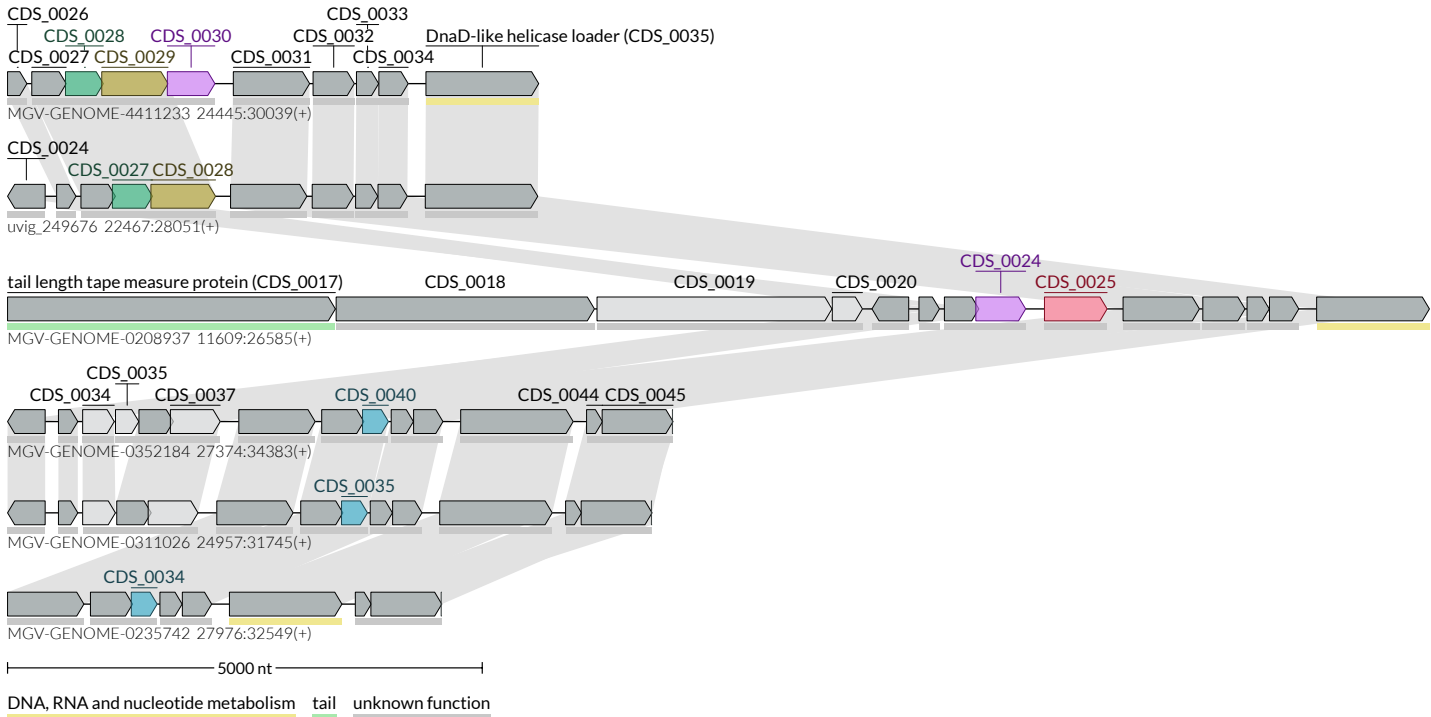 CDS_0026 CDS_0033
CDS_0028 CDS_0030 CDS_0032 DnaD-like helicase loader (CDS_0035)
CDS_0027 CDS_0029 CDS_0031 CDS_0034
MGV-GENOME-4411233 24445:30039(+)
CDS_0024
CDS_0027 CDS_0028
uvig_249676 22467:28051(+)
CDS_0024
tail length tape measure protein (CDS_0017) CDS_0018 CDS_0019 CDS_0020 CDS_0025
MGV-GENOME-0208937 11609:26585(+)
CDS_0035
CDS_0034 CDS_0037 CDS_0040 CDS_0044 CDS_0045
MGV-GENOME-0352184 27374:34383(+)
CDS_0035
MGV-GENOME-0311026 24957:31745(+)
CDS_0034
MGV-GENOME-0235742 27976:32549(+)
5000 nt
DNA, RNA and nucleotide metabolism tail unknown function